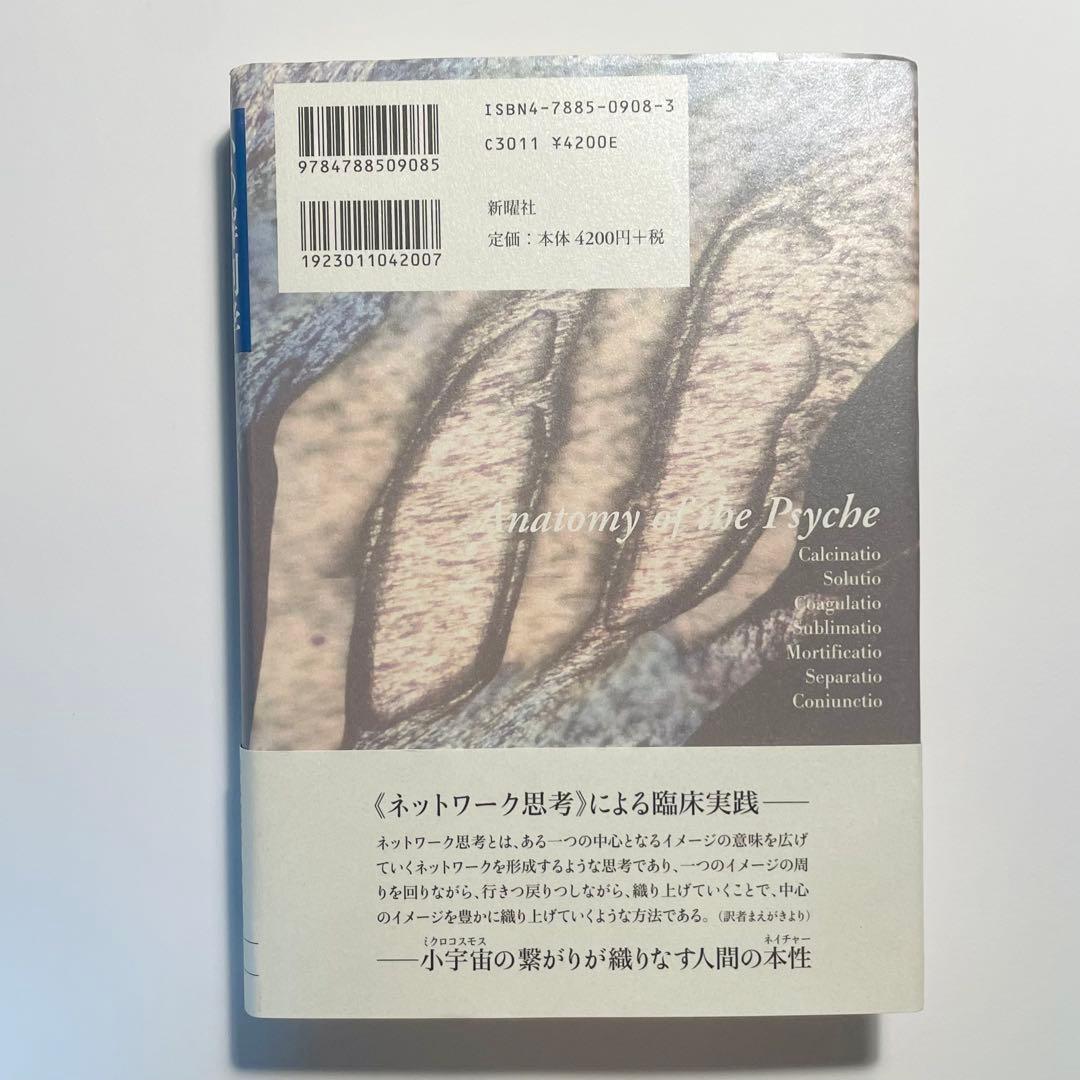 ISBN4-7885-0908-3
C3011 ¥4200E
9784788509085
新曜社
定価：本体4200円＋税
1923011042007
Anatomy of the Psyche
Calcinatio
Solutio
Coagulatio
Sublimatio
Mortificatio
Separatio
Coniunctio
《ネットワーク思考》による臨床実践——
ネットワーク思考とは、ある一つの中心となるイメージの意味を広げ
ていくネットワークを形成するような思考であり、一つのイメージの周
りを回りながら、行きつ戻りつしながら、織り上げていくことで、中心
のイメージを豊かに織り上げていくような方法である。（訳者まえがきより）
ミクロコスモス ネイチャー
——小宇宙の繋がりが織りなす人間の本性